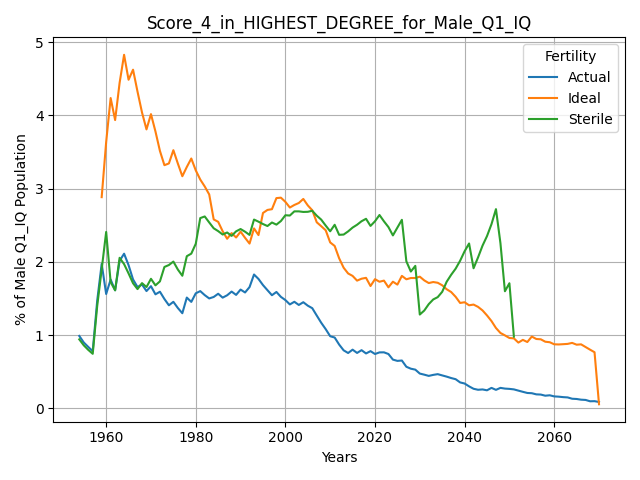 Score_4_in_HIGHEST_DEGREE_for_Male_Q1_IQ
Fertility
Actual
Ideal
Sterile
% of Male Q1_IQ Population
5
4
3
2
1
0
1960 1980 2000 2020 2040 2060
Years